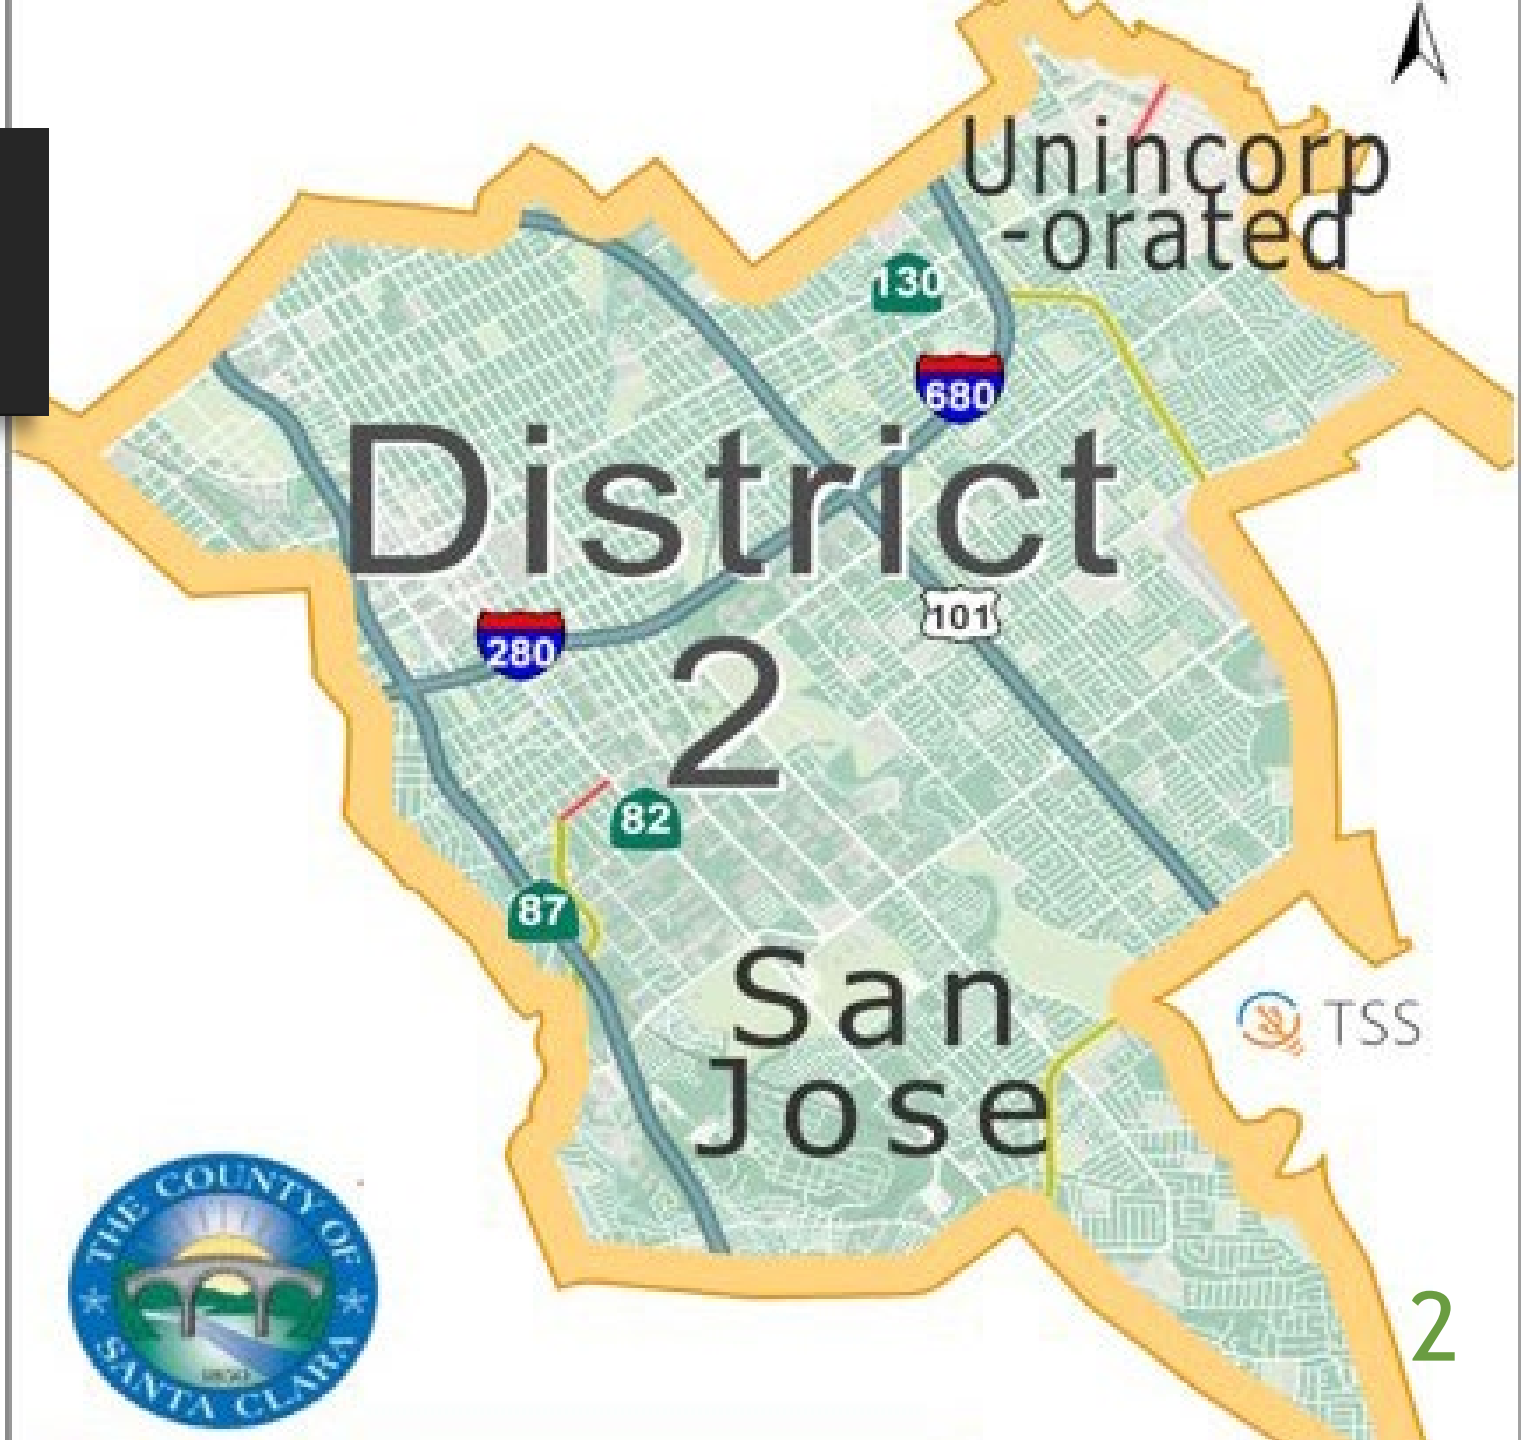 Unincorp
-orated
130
680
District
2
280
101
82
87
San
Jose
TSS
THE COUNTY OF
SANTA CLARA
1850
2